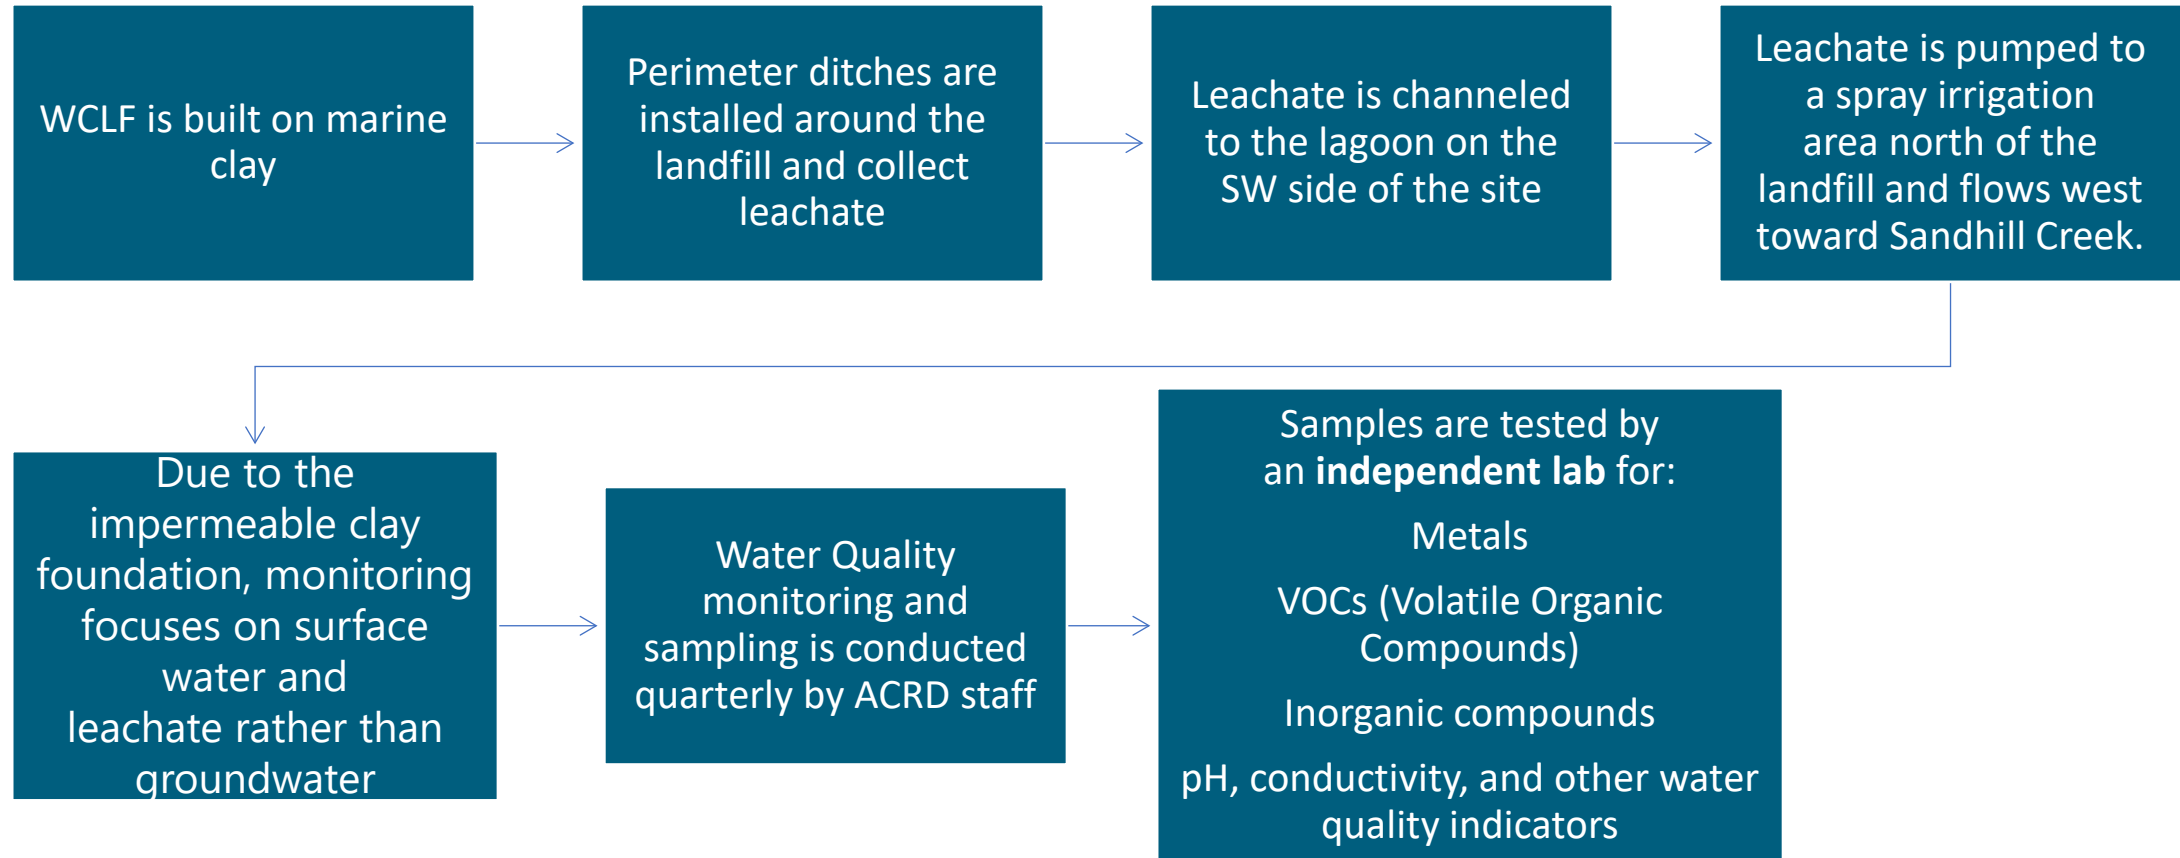 WCLF is built on marine
clay
Perimeter ditches are
installed around the
landfill and collect
leachate
Leachate is channeled
to the lagoon on the
SW side of the site
Leachate is pumped to
a spray irrigation
area north of the
landfill and flows west
toward Sandhill Creek.
Due to the
impermeable clay
foundation, monitoring
focuses on surface
water and
leachate rather than
groundwater
Water Quality
monitoring and
sampling is conducted
quarterly by ACRD staff
Samples are tested by
an independent lab for:
Metals
VOCs (Volatile Organic
Compounds)
Inorganic compounds
pH, conductivity, and other water
quality indicators